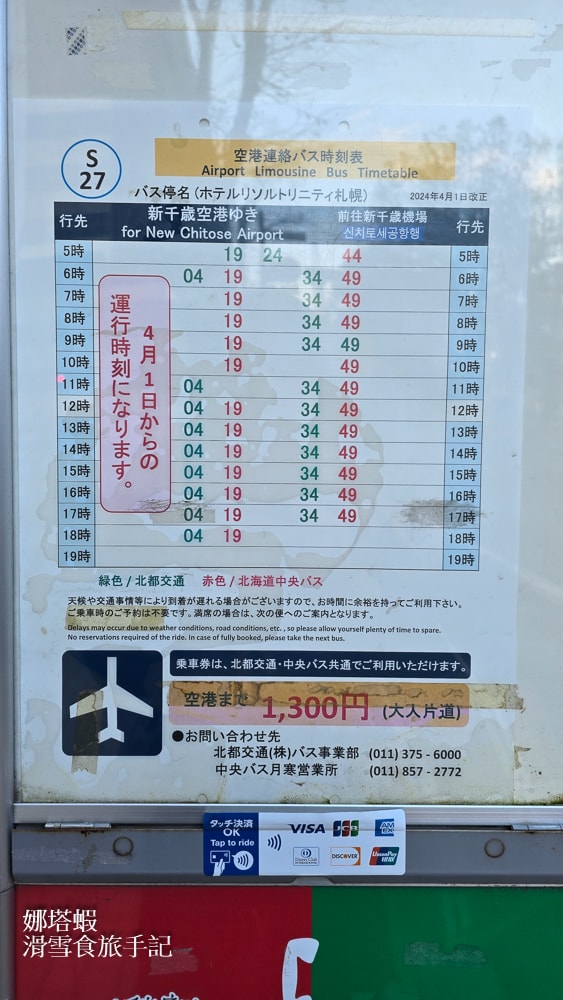 S
27
空港連絡バス時刻表
Airport Limousine Bus Timetable
バス停名(ホテルリソルトリニティ札幌)
2024年4月1日改正
行先 新千歳空港ゆき 前往新千歳機場 行先
for New Chitose Airport 신치토세공항행
5時 19 24 44 5時
6時 04 19 34 49 6時
7時 19 34 49 7時
8時 19 34 49 8時
9時 19 34 49 9時
10時 19 49 10時
11時 04 34 49 11時
12時 04 19 34 49 12時
13時 04 19 34 49 13時
14時 04 19 34 49 14時
15時 04 19 34 49 15時
16時 04 19 34 49 16時
17時 04 19 34 49 17時
18時 04 19 18時
19時 19時
4月1日からの
運行時刻になります。
緑色/北都交通 赤色/北海道中央バス
天候や交通事情等により到着が遅れる場合がございますので、お時間に余裕を持ってご利用下さい。
ご乗車時のご予約は不要です。満席の場合は、次の便へのご案内となります。
Delays may occur due to weather conditions, road conditions, etc. , so please allow yourself plenty of time to spare.
No reservations required of the ride. In case of fully booked, please take the next bus.
乗車券は、北都交通・中央バス共通でご利用いただけます。
空港まで 1,300円 (大人片道)
●お問い合わせ先
北都交通(株)バス事業部 (011) 375 - 6000
中央バス月寒営業所 (011) 857 - 2772
タッチ決済
OK
Tap to ride
VISA JCB AM EX
Diners Club INTERNATIONAL DISCOVER UnionPay 银联
娜塔蝦
滑雪食旅手記